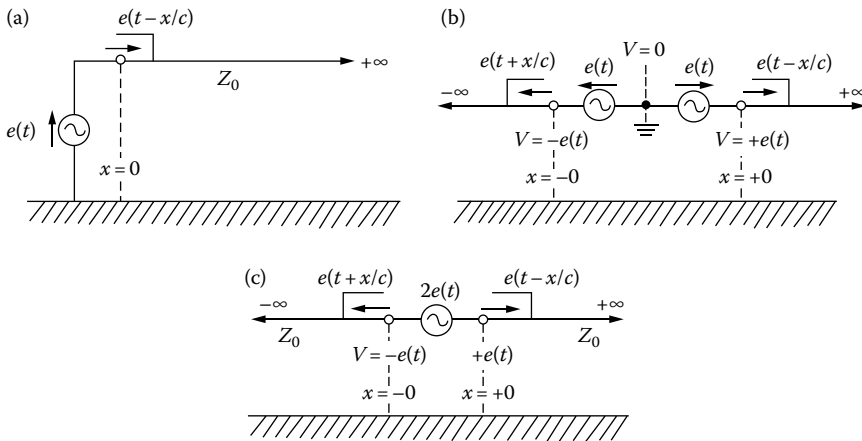 (a)
e(t−x/c)
+∞
Z0
e(t)
x=0
(b)
V=0
e(t+x/c)
e(t)
e(t)
e(t−x/c)
−∞
+∞
V=−e(t)
V=+e(t)
x=−0
x=+0
(c)
e(t+x/c)
2e(t)
e(t−x/c)
−∞
+∞
Z0
Z0
V=−e(t)
+e(t)
x=−0
x=+0